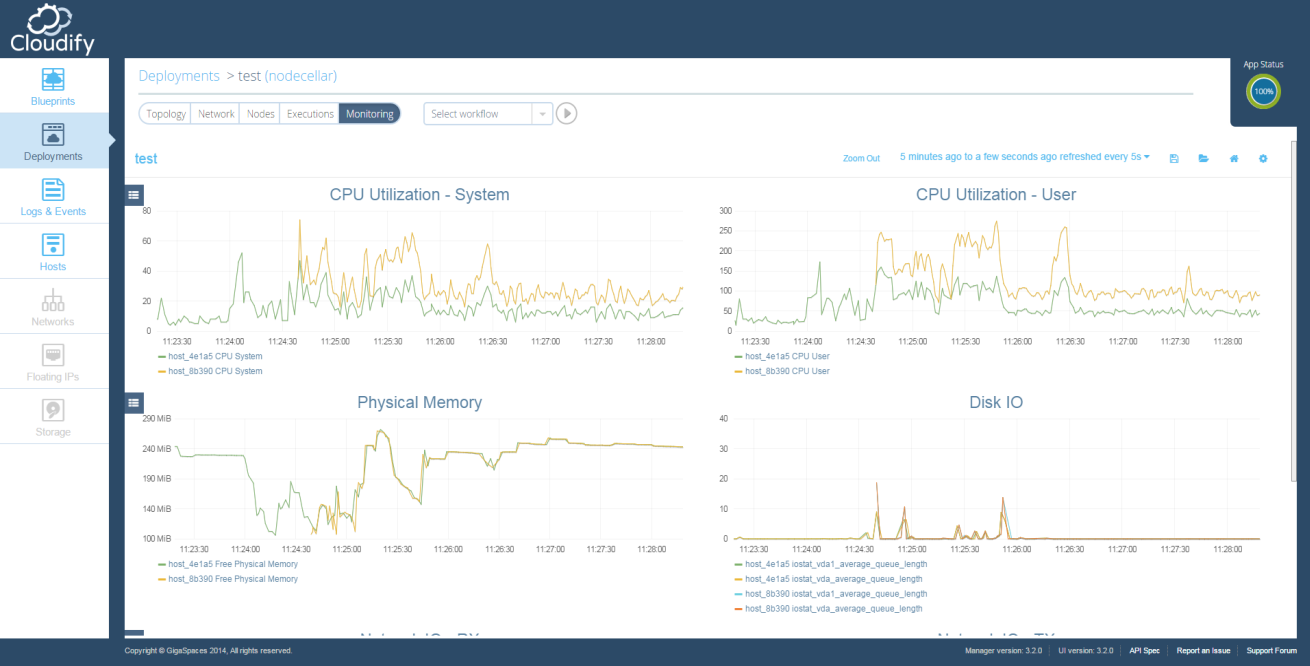 Cloudify
App Status
100%
Blueprints
Deployments
Logs & Events
Hosts
Networks
Floating IPs
Storage
Deployments > test (nodecellar)
Topology Network Nodes Executions Monitoring Select workflow
test
Zoom Out 5 minutes ago to a few seconds ago refreshed every 5s
CPU Utilization - System
80
60
40
20
0
11:23:30 11:24:00 11:24:30 11:25:00 11:25:30 11:26:00 11:26:30 11:27:00 11:27:30 11:28:00
host_4e1a5 CPU System
host_8b390 CPU System
CPU Utilization - User
300
250
200
150
100
50
0
11:23:30 11:24:00 11:24:30 11:25:00 11:25:30 11:26:00 11:26:30 11:27:00 11:27:30 11:28:00
host_4e1a5 CPU User
host_8b390 CPU User
Physical Memory
290 MiB
240 MiB
190 MiB
140 MiB
100 MiB
11:23:30 11:24:00 11:24:30 11:25:00 11:25:30 11:26:00 11:26:30 11:27:00 11:27:30 11:28:00
host_4e1a5 Free Physical Memory
host_8b390 Free Physical Memory
Disk IO
40
30
20
10
0
11:23:30 11:24:00 11:24:30 11:25:00 11:25:30 11:26:00 11:26:30 11:27:00 11:27:30 11:28:00
host_4e1a5 iostat_vda1_average_queue_length
host_4e1a5 iostat_vda_average_queue_length
host_8b390 iostat_vda1_average_queue_length
host_8b390 iostat_vda_average_queue_length
Copyright © GigaSpaces 2014, All rights reserved.
Manager version: 3.2.0 UI version: 3.2.0 API Spec Report an Issue Support Forum